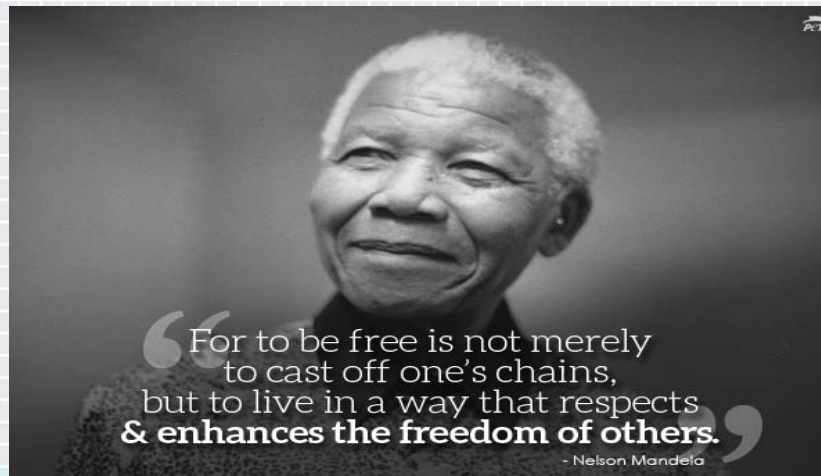 For to be free is not merely
to cast off one's chains,
but to live in a way that respects
& enhances the freedom of others.
- Nelson Mandela